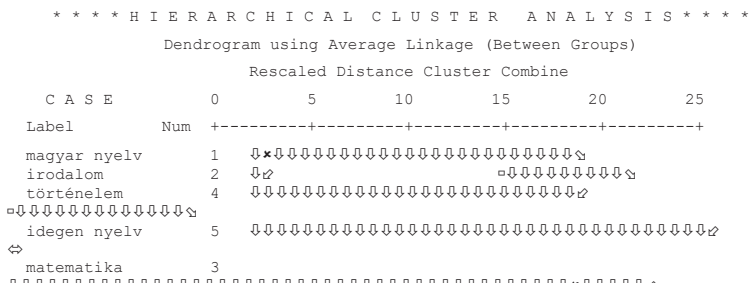 * * * * H I E R A R C H I C A L  C L U S T E R   A N A L Y S I S * * * *
Dendrogram using Average Linkage (Between Groups)
Rescaled Distance Cluster Combine
C A S E 0 5 10 15 20 25
Label Num +---------+---------+---------+---------+---------+
magyar nyelv 1 ⇩×⇩⇩⇩⇩⇩⇩⇩⇩⇩⇩⇩⇩⇩⇩⇩⇩⇩⇩⇩⇩⇩⇩⇩⬂
irodalom 2 ⇩⬃ ▫⇩⇩⇩⇩⇩⇩⇩⇩⇩⬂
történelem 4 ⇩⇩⇩⇩⇩⇩⇩⇩⇩⇩⇩⇩⇩⇩⇩⇩⇩⇩⇩⇩⇩⇩⇩⇩⇩⬃
▫⇩⇩⇩⇩⇩⇩⇩⇩⇩⇩⇩⇩⇩⬂
idegen nyelv 5 ⇩⇩⇩⇩⇩⇩⇩⇩⇩⇩⇩⇩⇩⇩⇩⇩⇩⇩⇩⇩⇩⇩⇩⇩⇩⇩⇩⇩⇩⇩⇩⇩⇩⇩⇩⬃
⬄
matematika 3